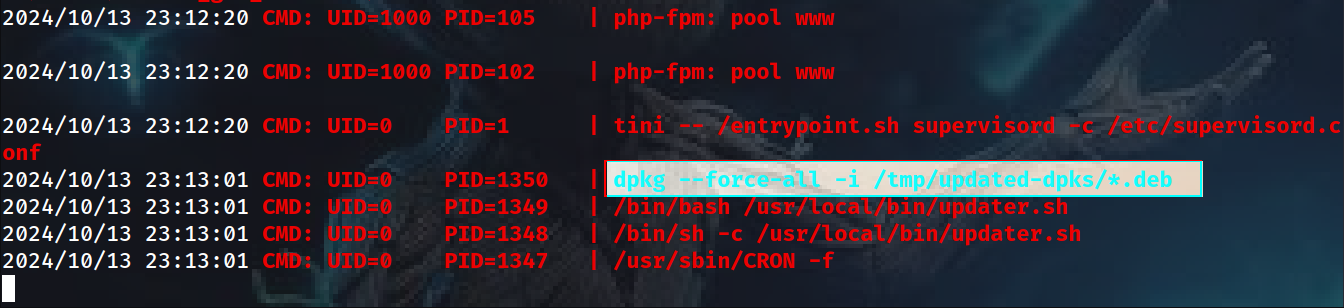 2024/10/13 23:12:20 CMD: UID=1000 PID=105    | php-fpm: pool www
2024/10/13 23:12:20 CMD: UID=1000 PID=102    | php-fpm: pool www
2024/10/13 23:12:20 CMD: UID=0    PID=1      | tini -- /entrypoint.sh supervisord -c /etc/supervisord.c
onf
2024/10/13 23:13:01 CMD: UID=0    PID=1350   | dpkg --force-all -i /tmp/updated-dpks/*.deb
2024/10/13 23:13:01 CMD: UID=0    PID=1349   | /bin/bash /usr/local/bin/updater.sh
2024/10/13 23:13:01 CMD: UID=0    PID=1348   | /bin/sh -c /usr/local/bin/updater.sh
2024/10/13 23:13:01 CMD: UID=0    PID=1347   | /usr/sbin/CRON -f